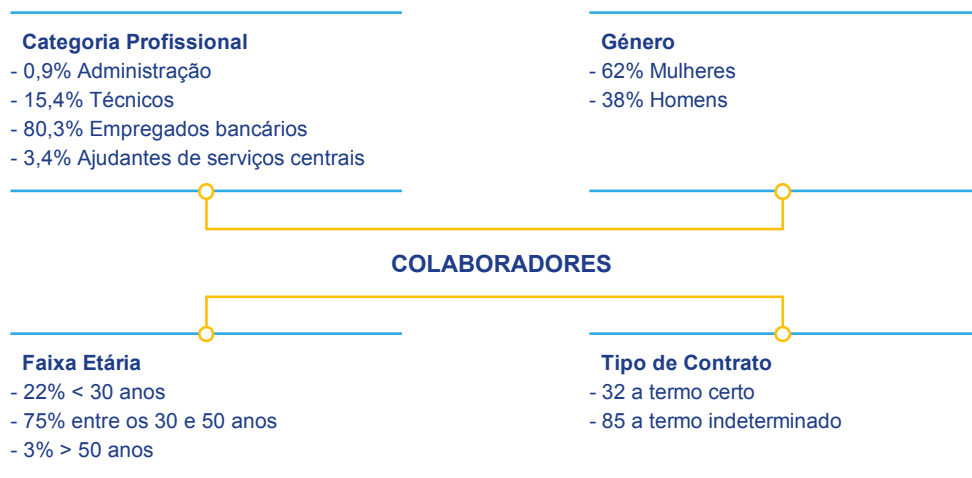 Categoria Profissional
- 0,9% Administração
- 15,4% Técnicos
- 80,3% Empregados bancários
- 3,4% Ajudantes de serviços centrais
Género
- 62% Mulheres
- 38% Homens
COLABORADORES
Faixa Etária
- 22% < 30 anos
- 75% entre os 30 e 50 anos
- 3% > 50 anos
Tipo de Contrato
- 32 a termo certo
- 85 a termo indeterminado